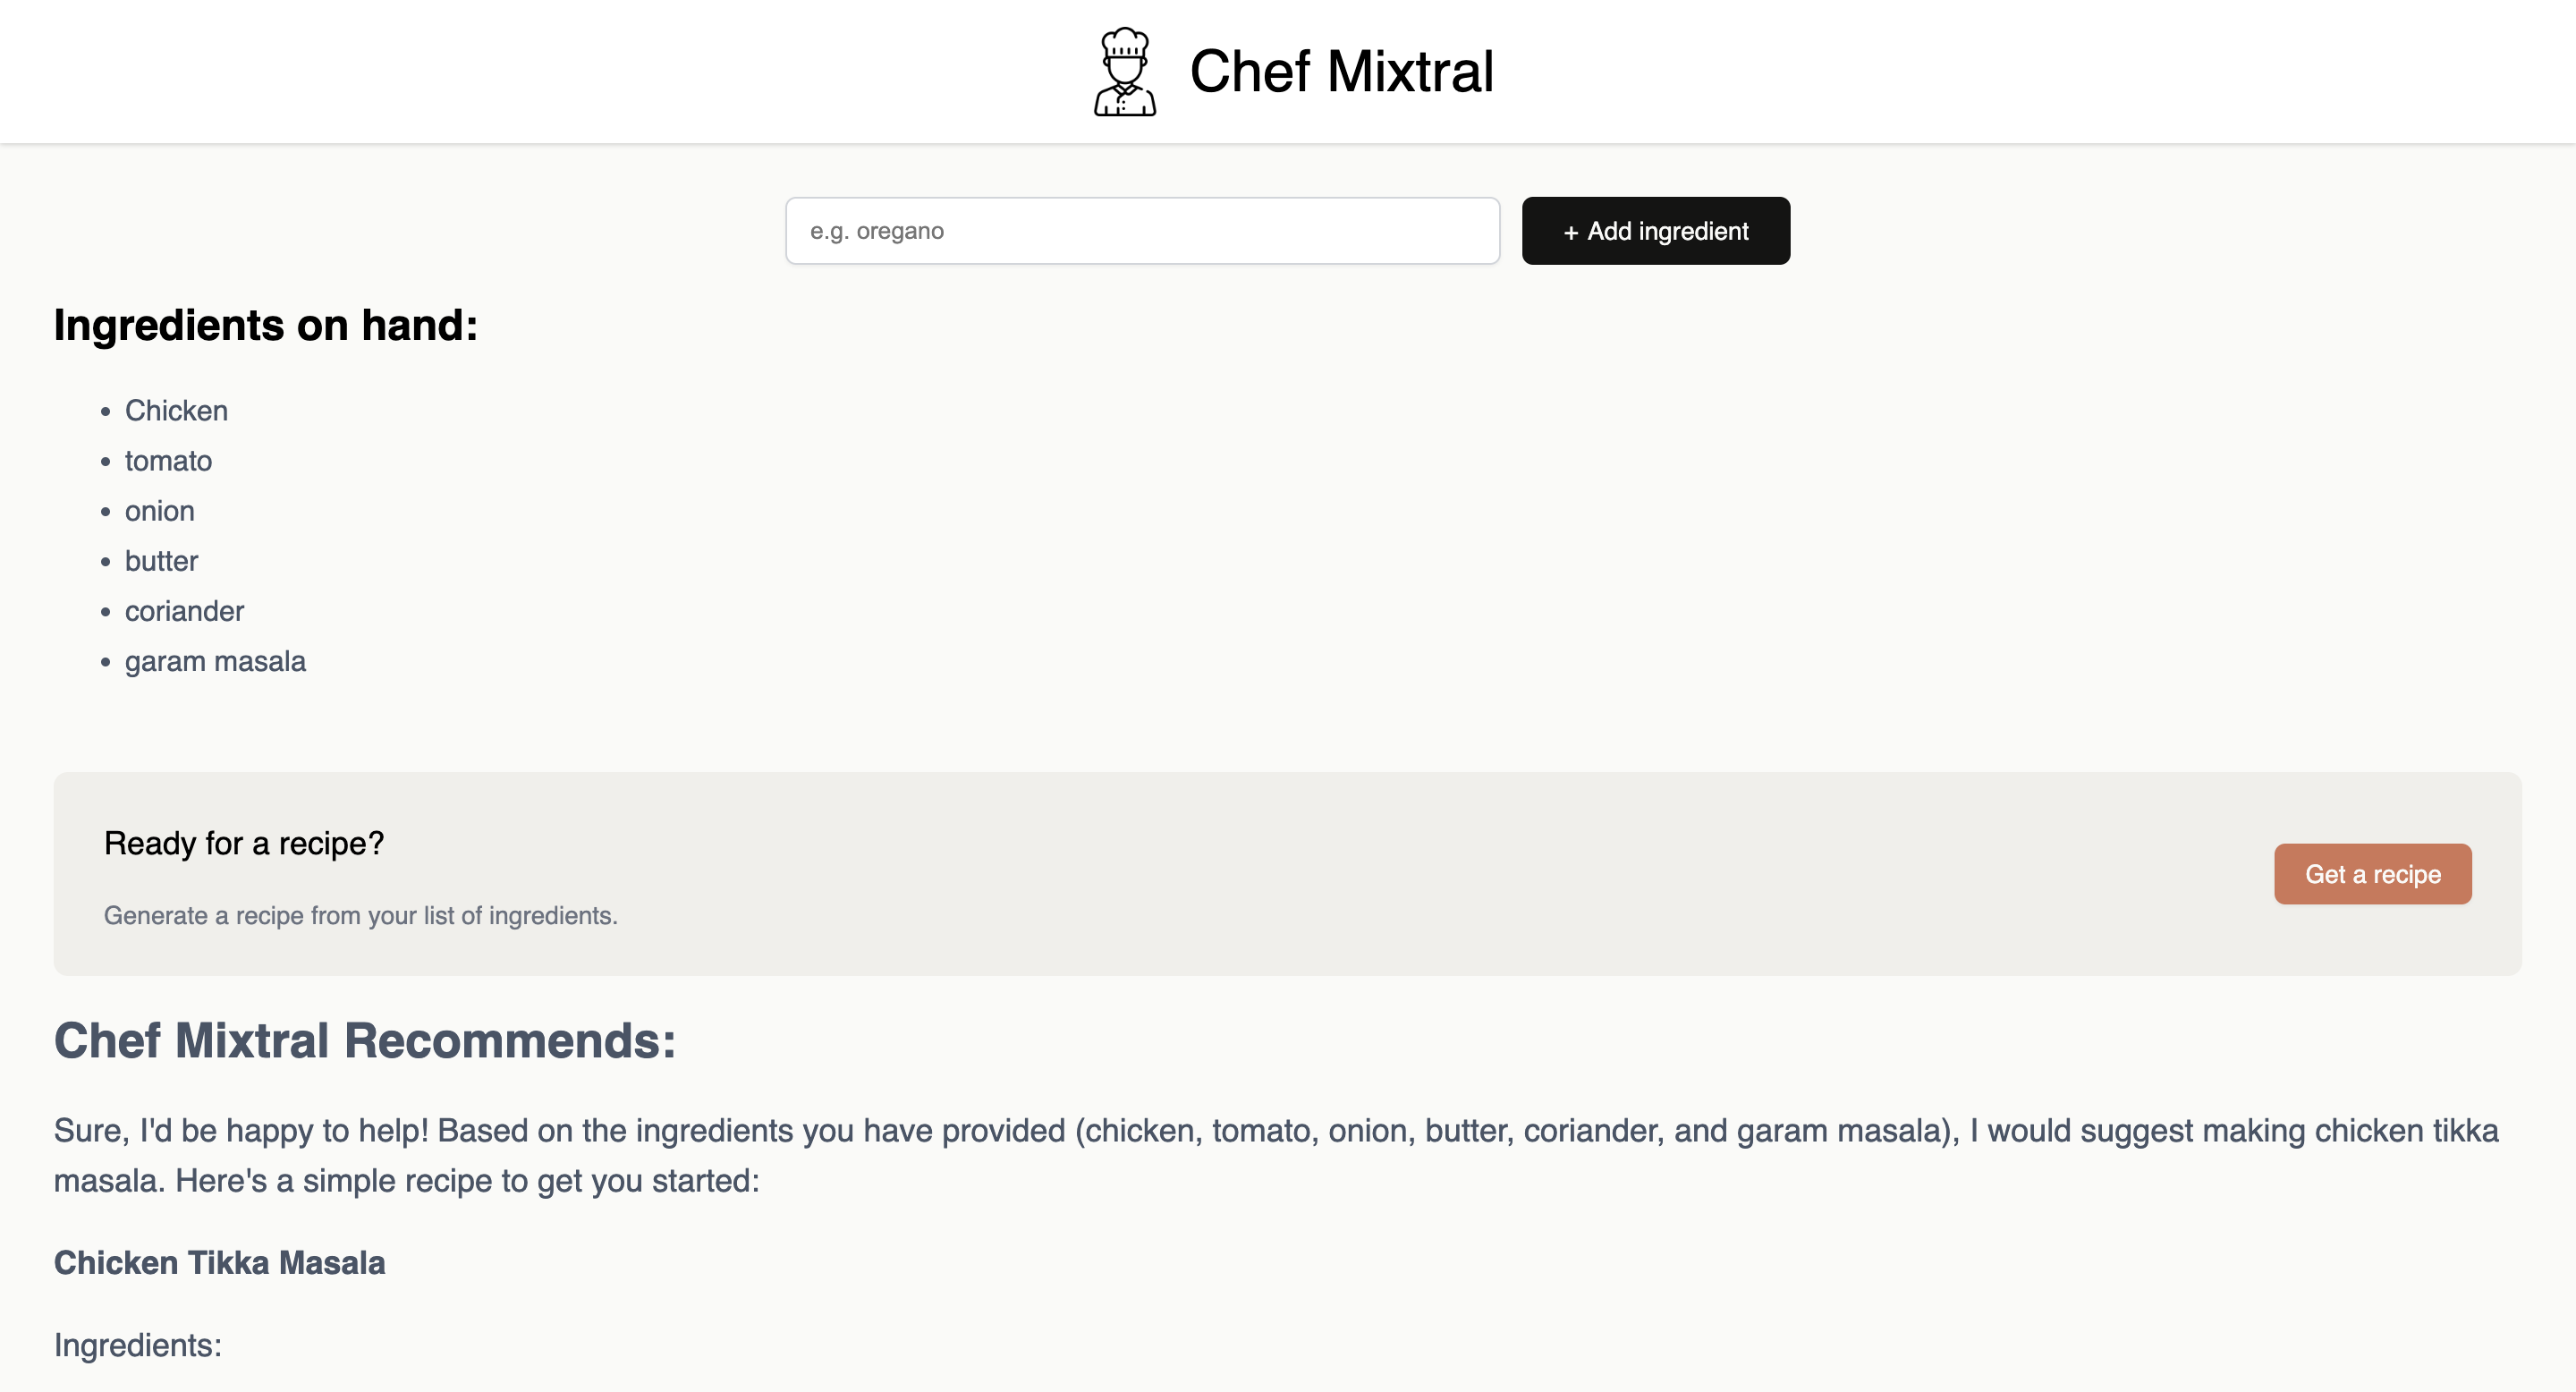 Chef Mixtral
e.g. oregano
+ Add ingredient
Ingredients on hand:
• Chicken
• tomato
• onion
• butter
• coriander
• garam masala
Ready for a recipe?
Generate a recipe from your list of ingredients.
Get a recipe
Chef Mixtral Recommends:
Sure, I'd be happy to help! Based on the ingredients you have provided (chicken, tomato, onion, butter, coriander, and garam masala), I would suggest making chicken tikka
masala. Here's a simple recipe to get you started:
Chicken Tikka Masala
Ingredients: